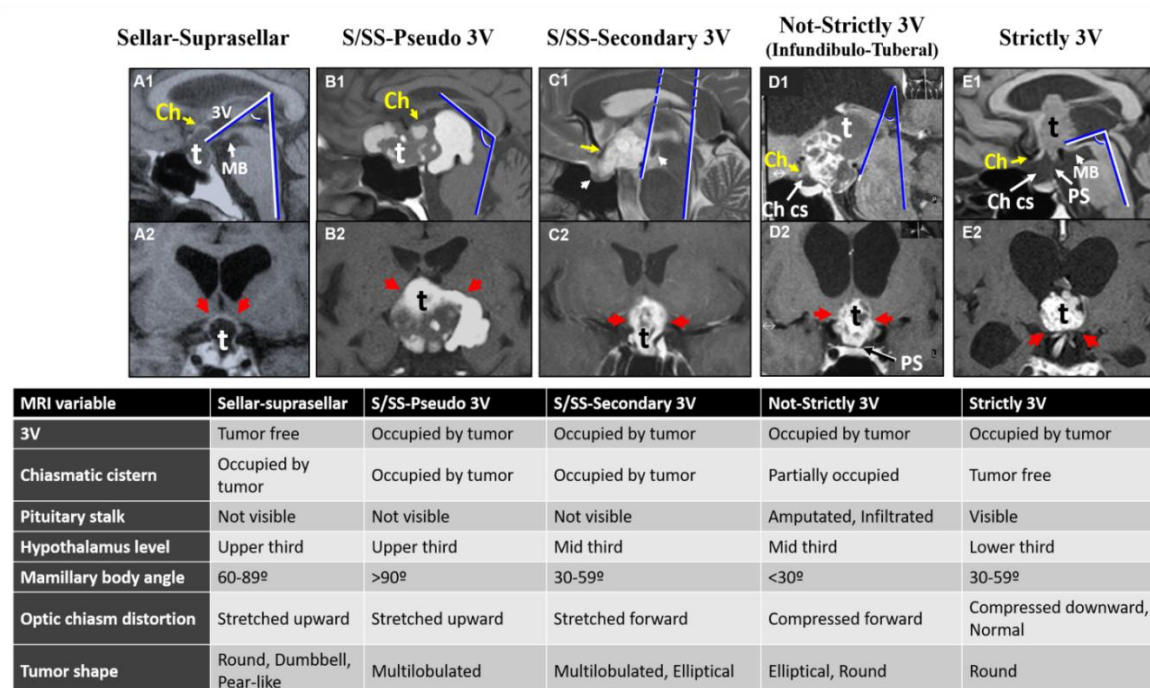 Sellar-Suprasellar
S/SS-Pseudo 3V
S/SS-Secondary 3V
Not-Strictly 3V
(Infundibulo-Tuberal)
Strictly 3V
A1
Ch
3V
t
MB
B1
Ch
t
C1
D1
t
Ch
Ch cs
E1
t
Ch
MB
Ch cs
PS
A2
t
B2
t
C2
t
D2
t
PS
E2
t
MRI variable Sellar-suprasellar S/SS-Pseudo 3V S/SS-Secondary 3V Not-Strictly 3V Strictly 3V
3V Tumor free Occupied by tumor Occupied by tumor Occupied by tumor Occupied by tumor
Chiasmatic cistern Occupied by tumor Occupied by tumor Occupied by tumor Partially occupied Tumor free
Pituitary stalk Not visible Not visible Not visible Amputated, Infiltrated Visible
Hypothalamus level Upper third Upper third Mid third Mid third Lower third
Mamillary body angle 60-89º >90º 30-59º <30º 30-59º
Optic chiasm distortion Stretched upward Stretched upward Stretched forward Compressed forward Compressed downward, Normal
Tumor shape Round, Dumbbell, Pear-like Multilobulated Multilobulated, Elliptical Elliptical, Round Round